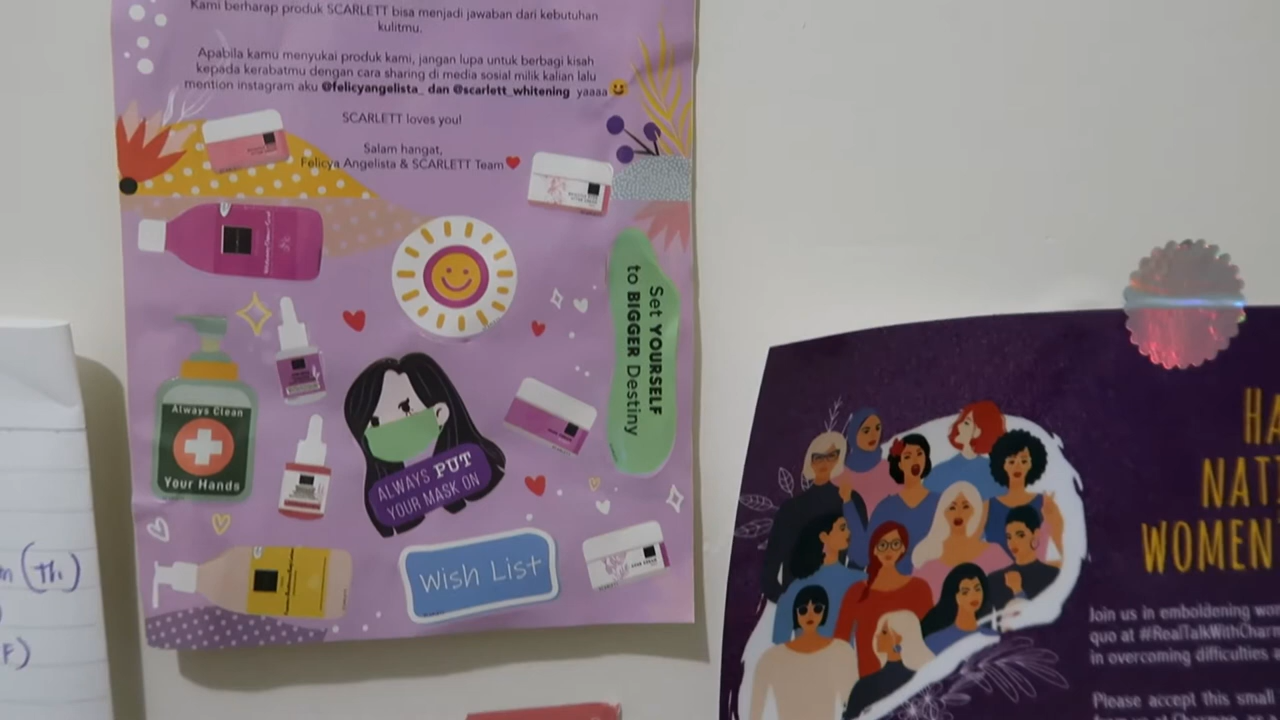 Kami berharap produk SCARLETT bisa menjadi jawaban dari kebutuhan
kulitmu.
Apabila kamu menyukai produk kami, jangan lupa untuk berbagi kisah
kepada kerabatmu dengan cara sharing di media sosial milik kalian lalu
mention instagram aku @felicyangelista_ dan @scarlett_whitening yaaaa
SCARLETT loves you!
Salam hangat,
Felicya Angelista & SCARLETT Team
Set YOURSELF
to BIGGER Destiny
Always Clean
Your Hands
ALWAYS PUT
YOUR MASK ON
Wish List
(Th.)
F)
HA
NATI
WOMEN
Join us in emboldening wo
quo at #RealTalkWithCharm
in overcoming difficulties a
Please accept this small